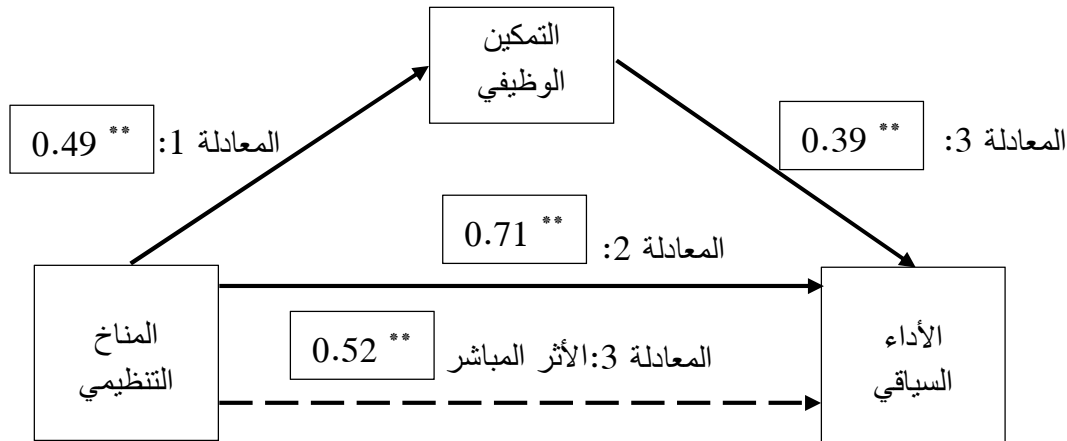 التمكين
الوظيفي
المعادلة 1: 0.49 **
المعادلة 3: 0.39 **
المعادلة 2: 0.71 **
المناخ
التنظيمي
المعادلة 3:الأثر المباشر 0.52 **
الأداء
السياقي